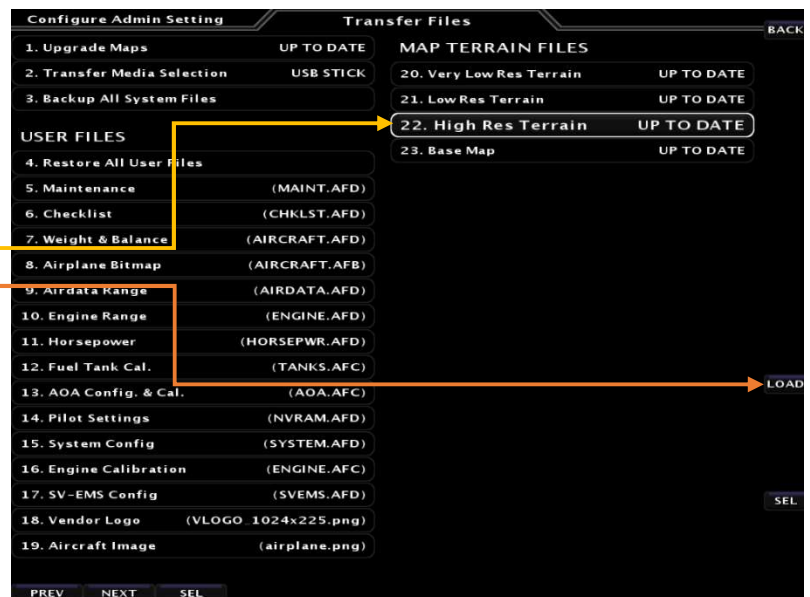 Configure Admin Setting
Transfer Files
BACK
1. Upgrade Maps UP TO DATE
2. Transfer Media Selection USB STICK
3. Backup All System Files
USER FILES
4. Restore All User Files
5. Maintenance (MAINT.AFD)
6. Checklist (CHKLST.AFD)
7. Weight & Balance (AIRCRAFT.AFD)
8. Airplane Bitmap (AIRCRAFT.AFB)
9. Airdata Range (AIRDATA.AFD)
10. Engine Range (ENGINE.AFD)
11. Horsepower (HORSEPWR.AFD)
12. Fuel Tank Cal. (TANKS.AFC)
13. AOA Config. & Cal. (AOA.AFC)
14. Pilot Settings (NVRAM.AFD)
15. System Config (SYSTEM.AFD)
16. Engine Calibration (ENGINE.AFC)
17. SV-EMS Config (SVEMS.AFD)
18. Vendor Logo (VLOGO_1024x225.png)
19. Aircraft Image (airplane.png)
MAP TERRAIN FILES
20. Very Low Res Terrain UP TO DATE
21. Low Res Terrain UP TO DATE
22. High Res Terrain UP TO DATE
23. Base Map UP TO DATE
LOAD
SEL
PREV NEXT SEL